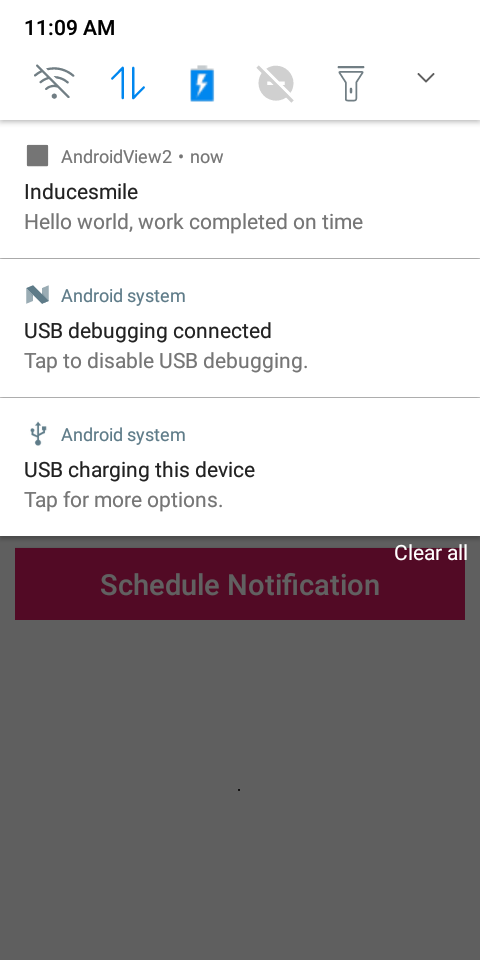 11:09 AM
AndroidView2 • now
Inducesmile
Hello world, work completed on time
Android system
USB debugging connected
Tap to disable USB debugging.
Android system
USB charging this device
Tap for more options.
Clear all
Schedule Notification